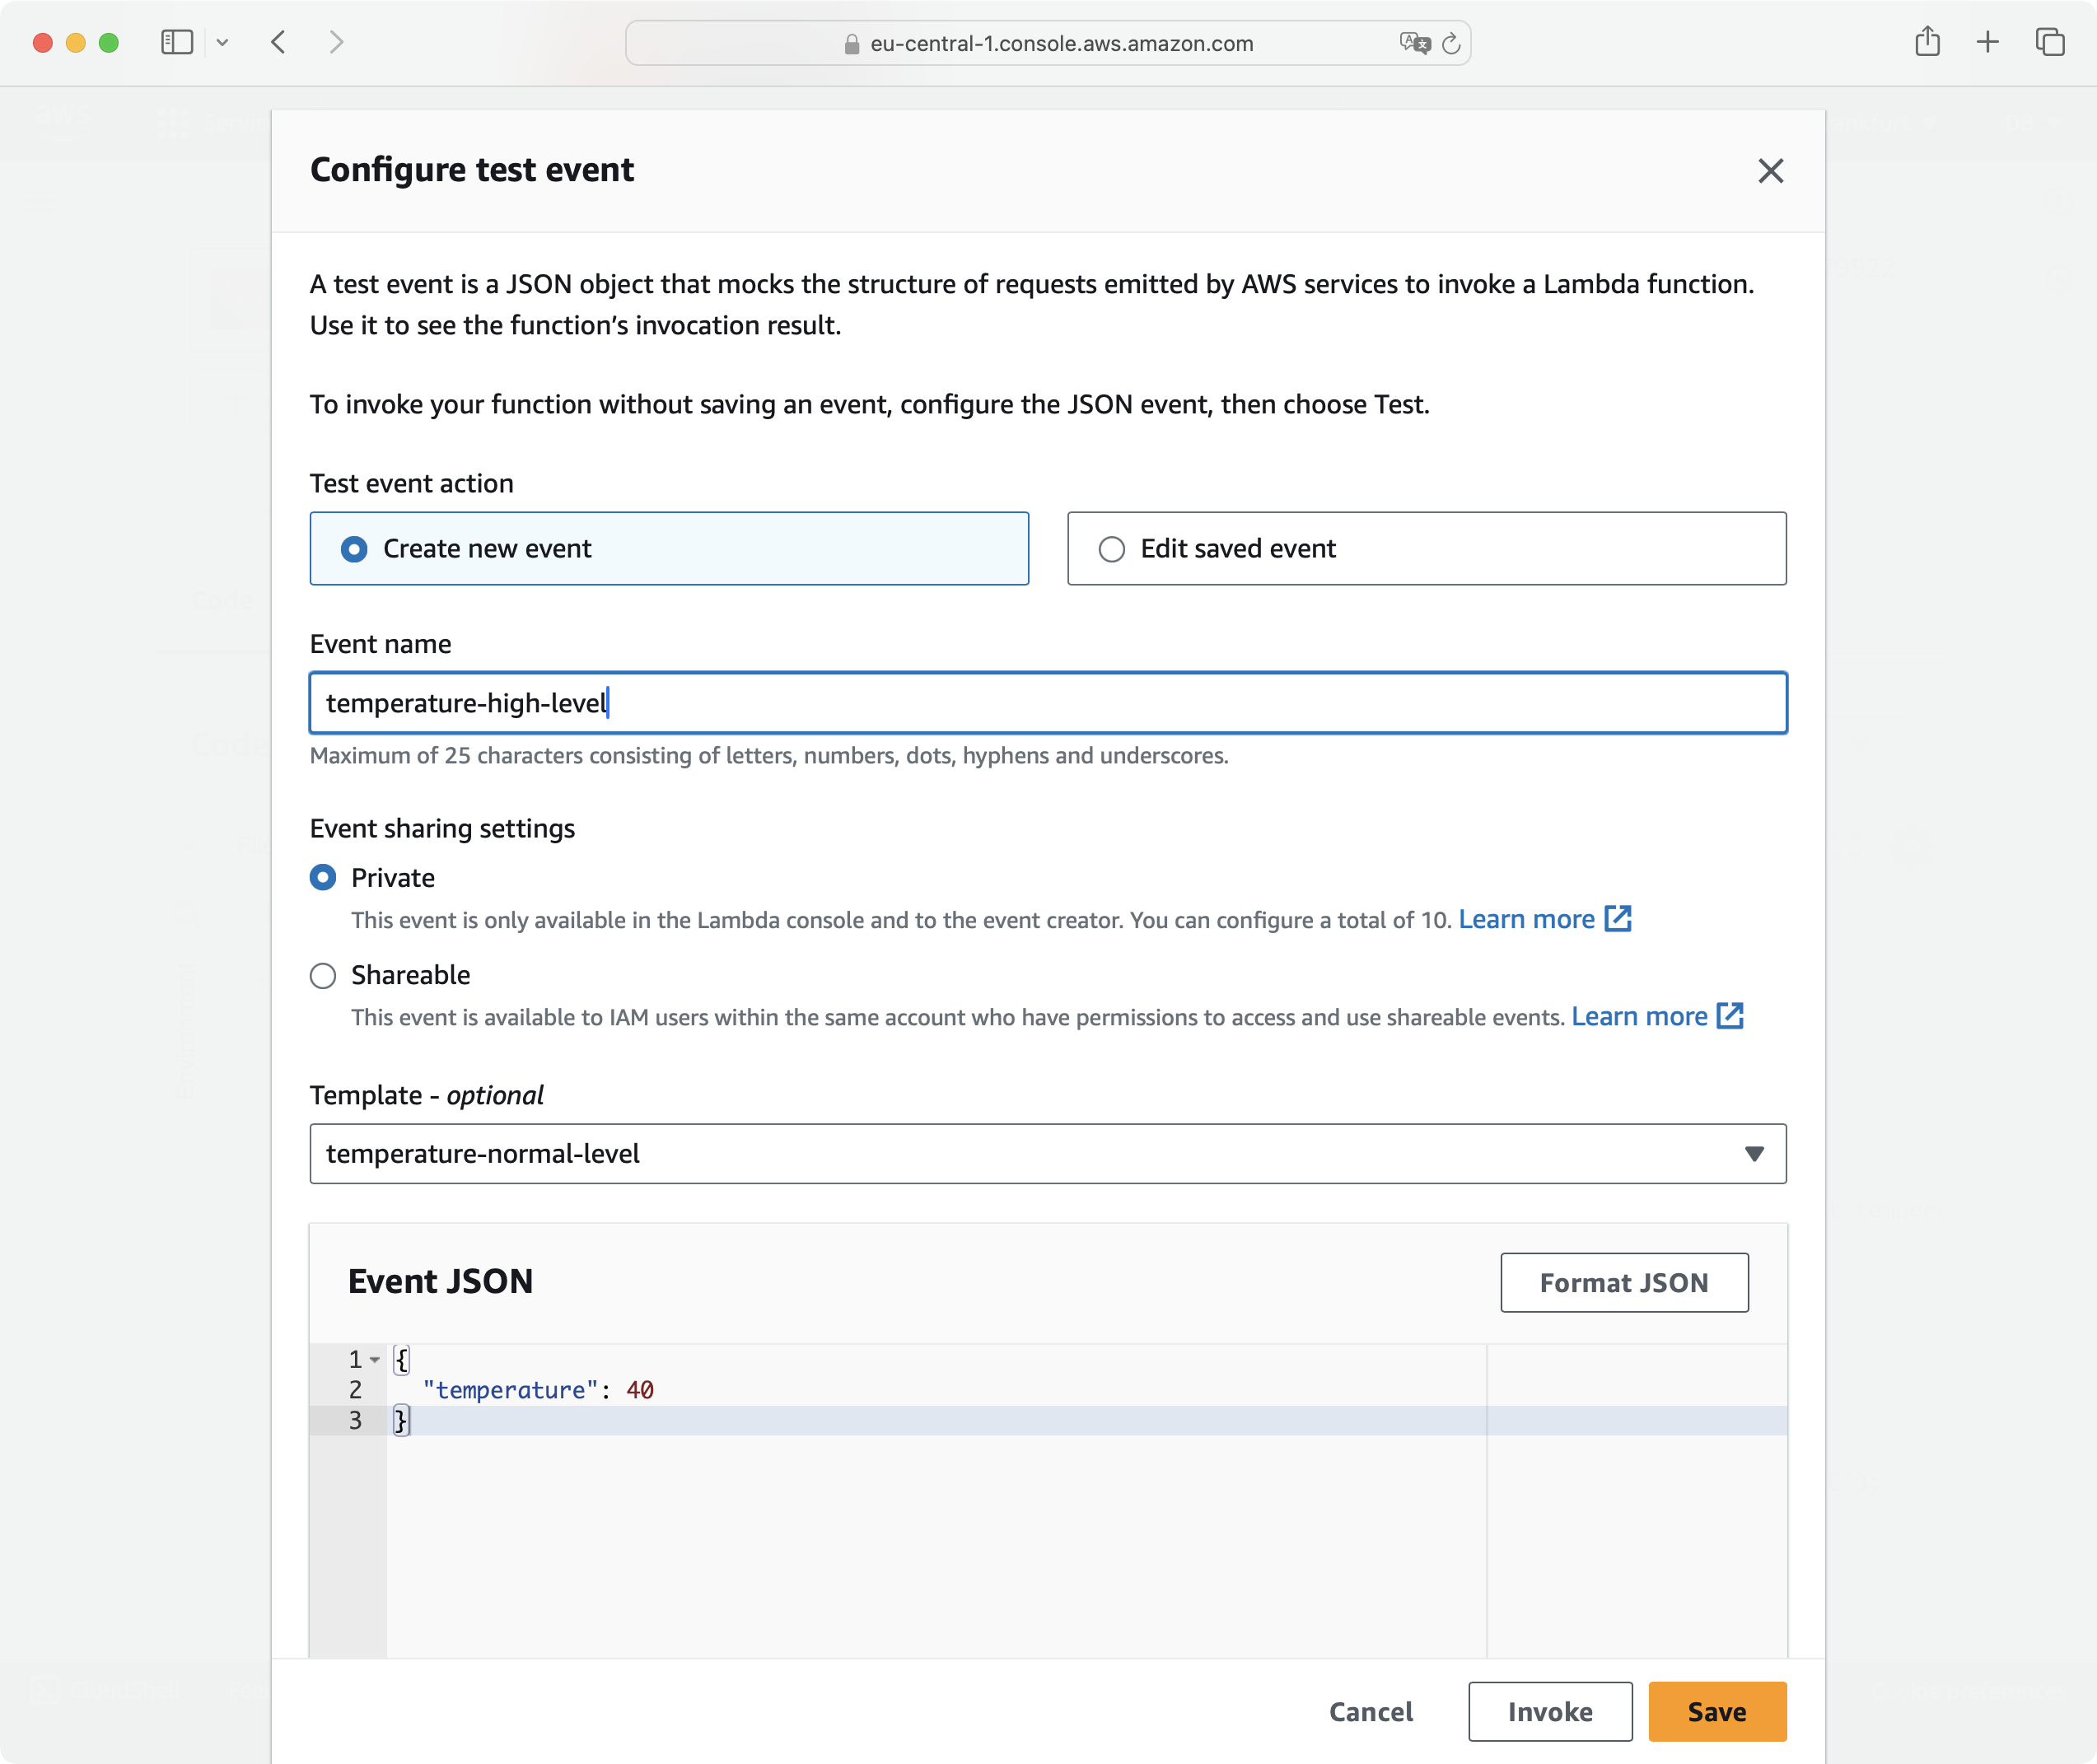 eu-central-1.console.aws.amazon.com
Configure test event
A test event is a JSON object that mocks the structure of requests emitted by AWS services to invoke a Lambda function.
Use it to see the function’s invocation result.
To invoke your function without saving an event, configure the JSON event, then choose Test.
Test event action
Create new event
Edit saved event
Event name
temperature-high-level
Maximum of 25 characters consisting of letters, numbers, dots, hyphens and underscores.
Event sharing settings
Private
This event is only available in the Lambda console and to the event creator. You can configure a total of 10. Learn more
Shareable
This event is available to IAM users within the same account who have permissions to access and use shareable events. Learn more
Template - optional
temperature-normal-level
Event JSON
Format JSON
1 {
2 "temperature": 40
3 }
Cancel
Invoke
Save